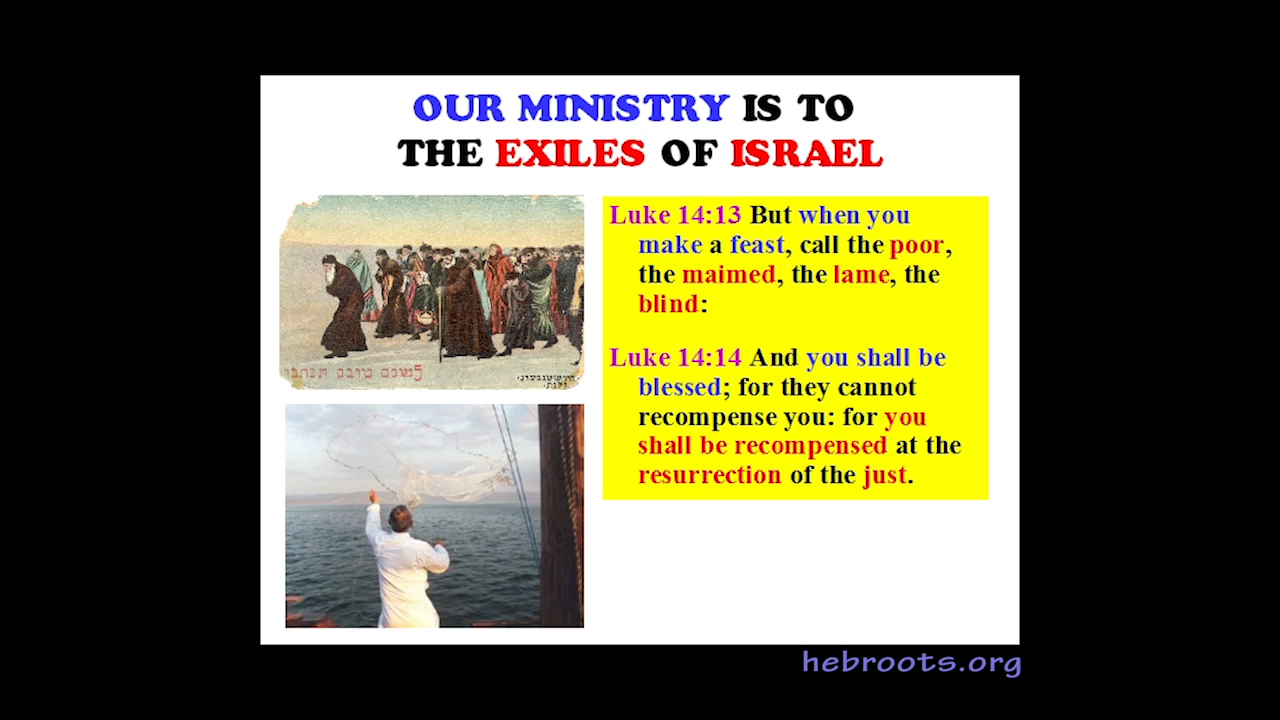 OUR MINISTRY IS TO
THE EXILES OF ISRAEL
Luke 14:13 But when you
make a feast, call the poor,
the maimed, the lame, the
blind:
Luke 14:14 And you shall be
blessed; for they cannot
recompense you: for you
shall be recompensed at the
resurrection of the just.
hebroots.org